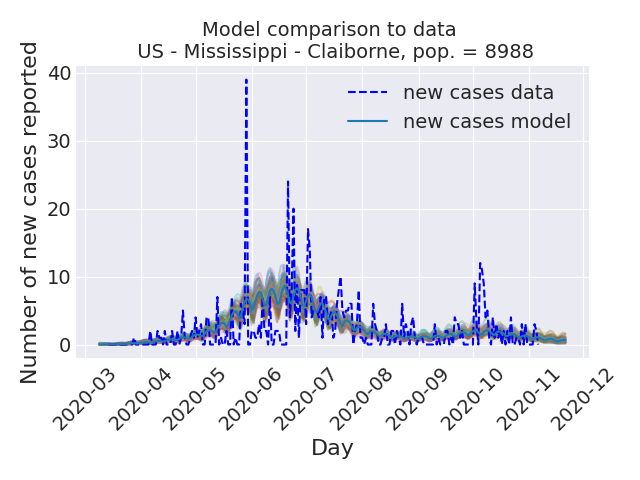 Model comparison to data
US - Mississippi - Claiborne, pop. = 8988
Number of new cases reported
40
30
20
10
0
new cases data
new cases model
2020-03
2020-04
2020-05
2020-06
2020-07
2020-08
2020-09
2020-10
2020-11
2020-12
Day